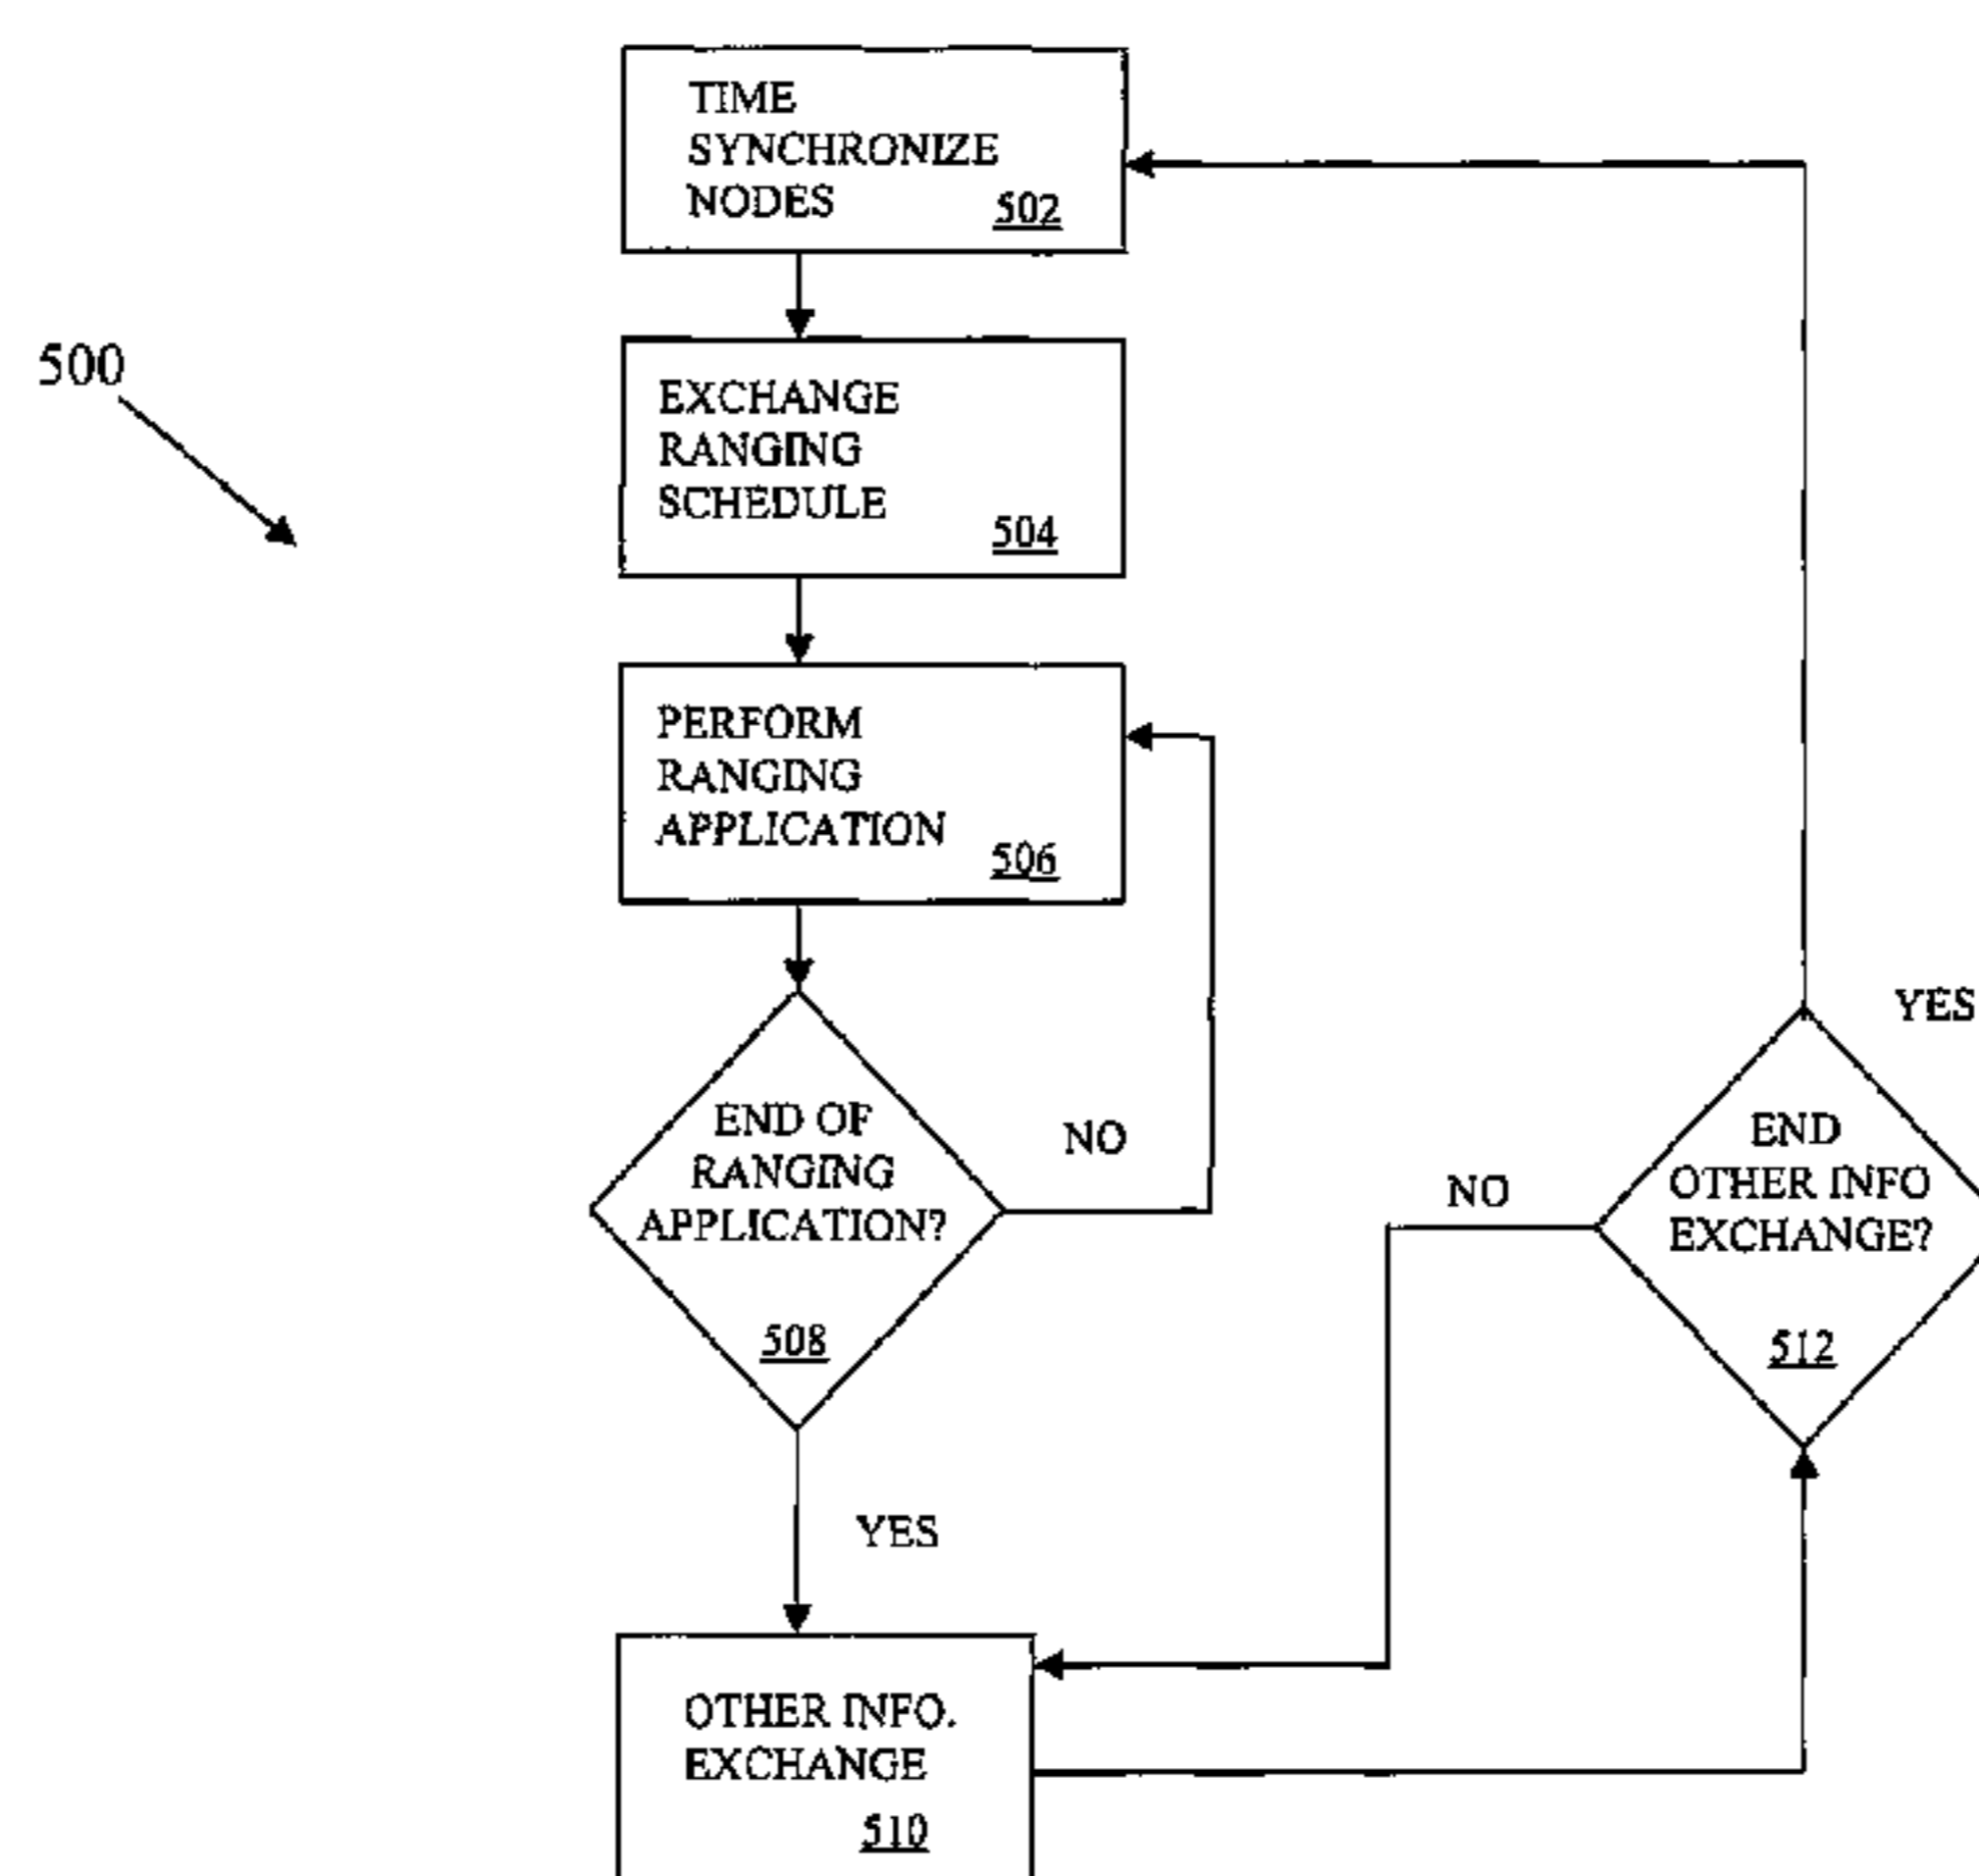 TIME
SYNCHRONIZE
NODES
502
500
EXCHANGE
RANGING
SCHEDULE
504
PERFORM
RANGING
APPLICATION
506
END OF
RANGING
APPLICATION?
508
NO
YES
YES
END
OTHER INFO
EXCHANGE?
512
NO
OTHER INFO.
EXCHANGE
510